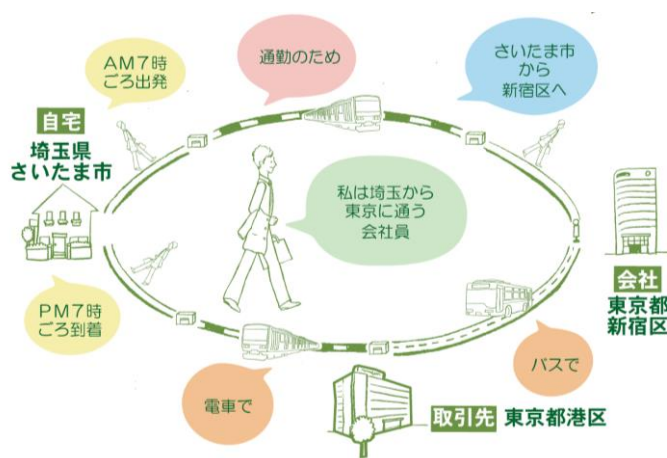 AM7時
ごろ出発
通勤のため
さいたま市
から
新宿区へ
自宅
埼玉県
さいたま市
私は埼玉から
東京に通う
会社員
会社
東京都
新宿区
PM7時
ごろ到着
電車で
バスで
取引先 東京都港区